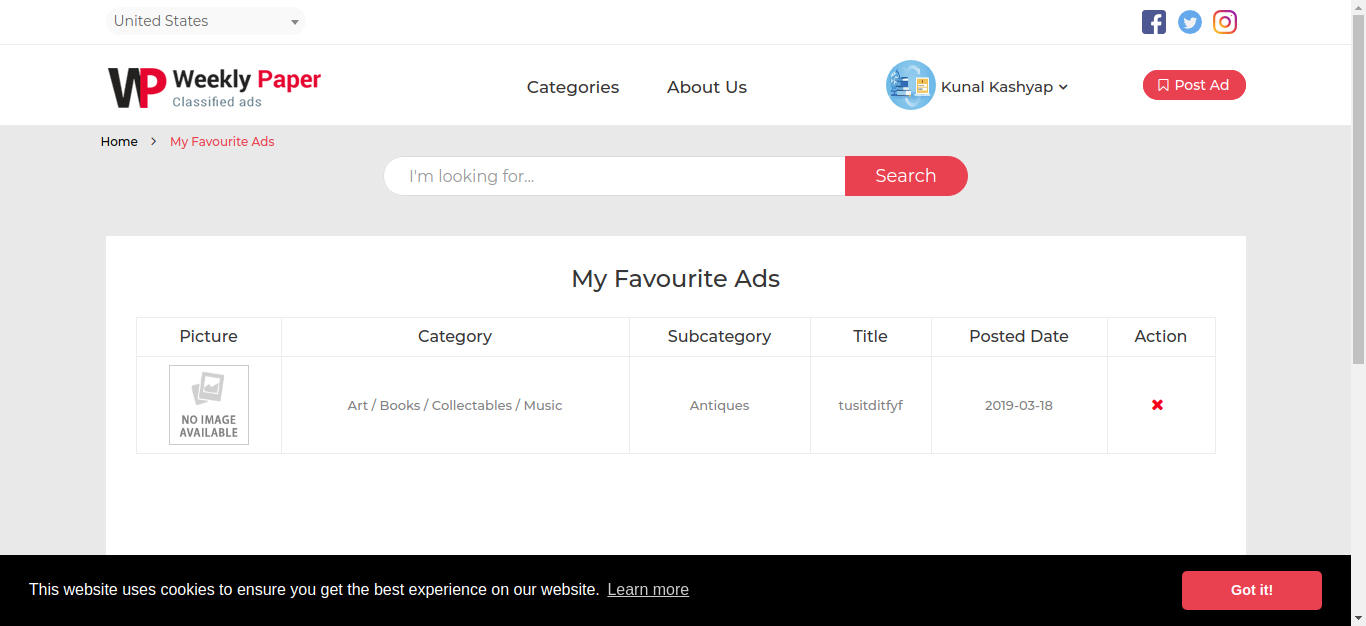 United States
WP Weekly Paper
Classified ads
Categories
About Us
Kunal Kashyap
Post Ad
Home > My Favourite Ads
I'm looking for...
Search
My Favourite Ads
Picture Category Subcategory Title Posted Date Action
NO IMAGE
AVAILABLE
Art / Books / Collectables / Music Antiques tusitditfyf 2019-03-18
This website uses cookies to ensure you get the best experience on our website. Learn more
Got it!